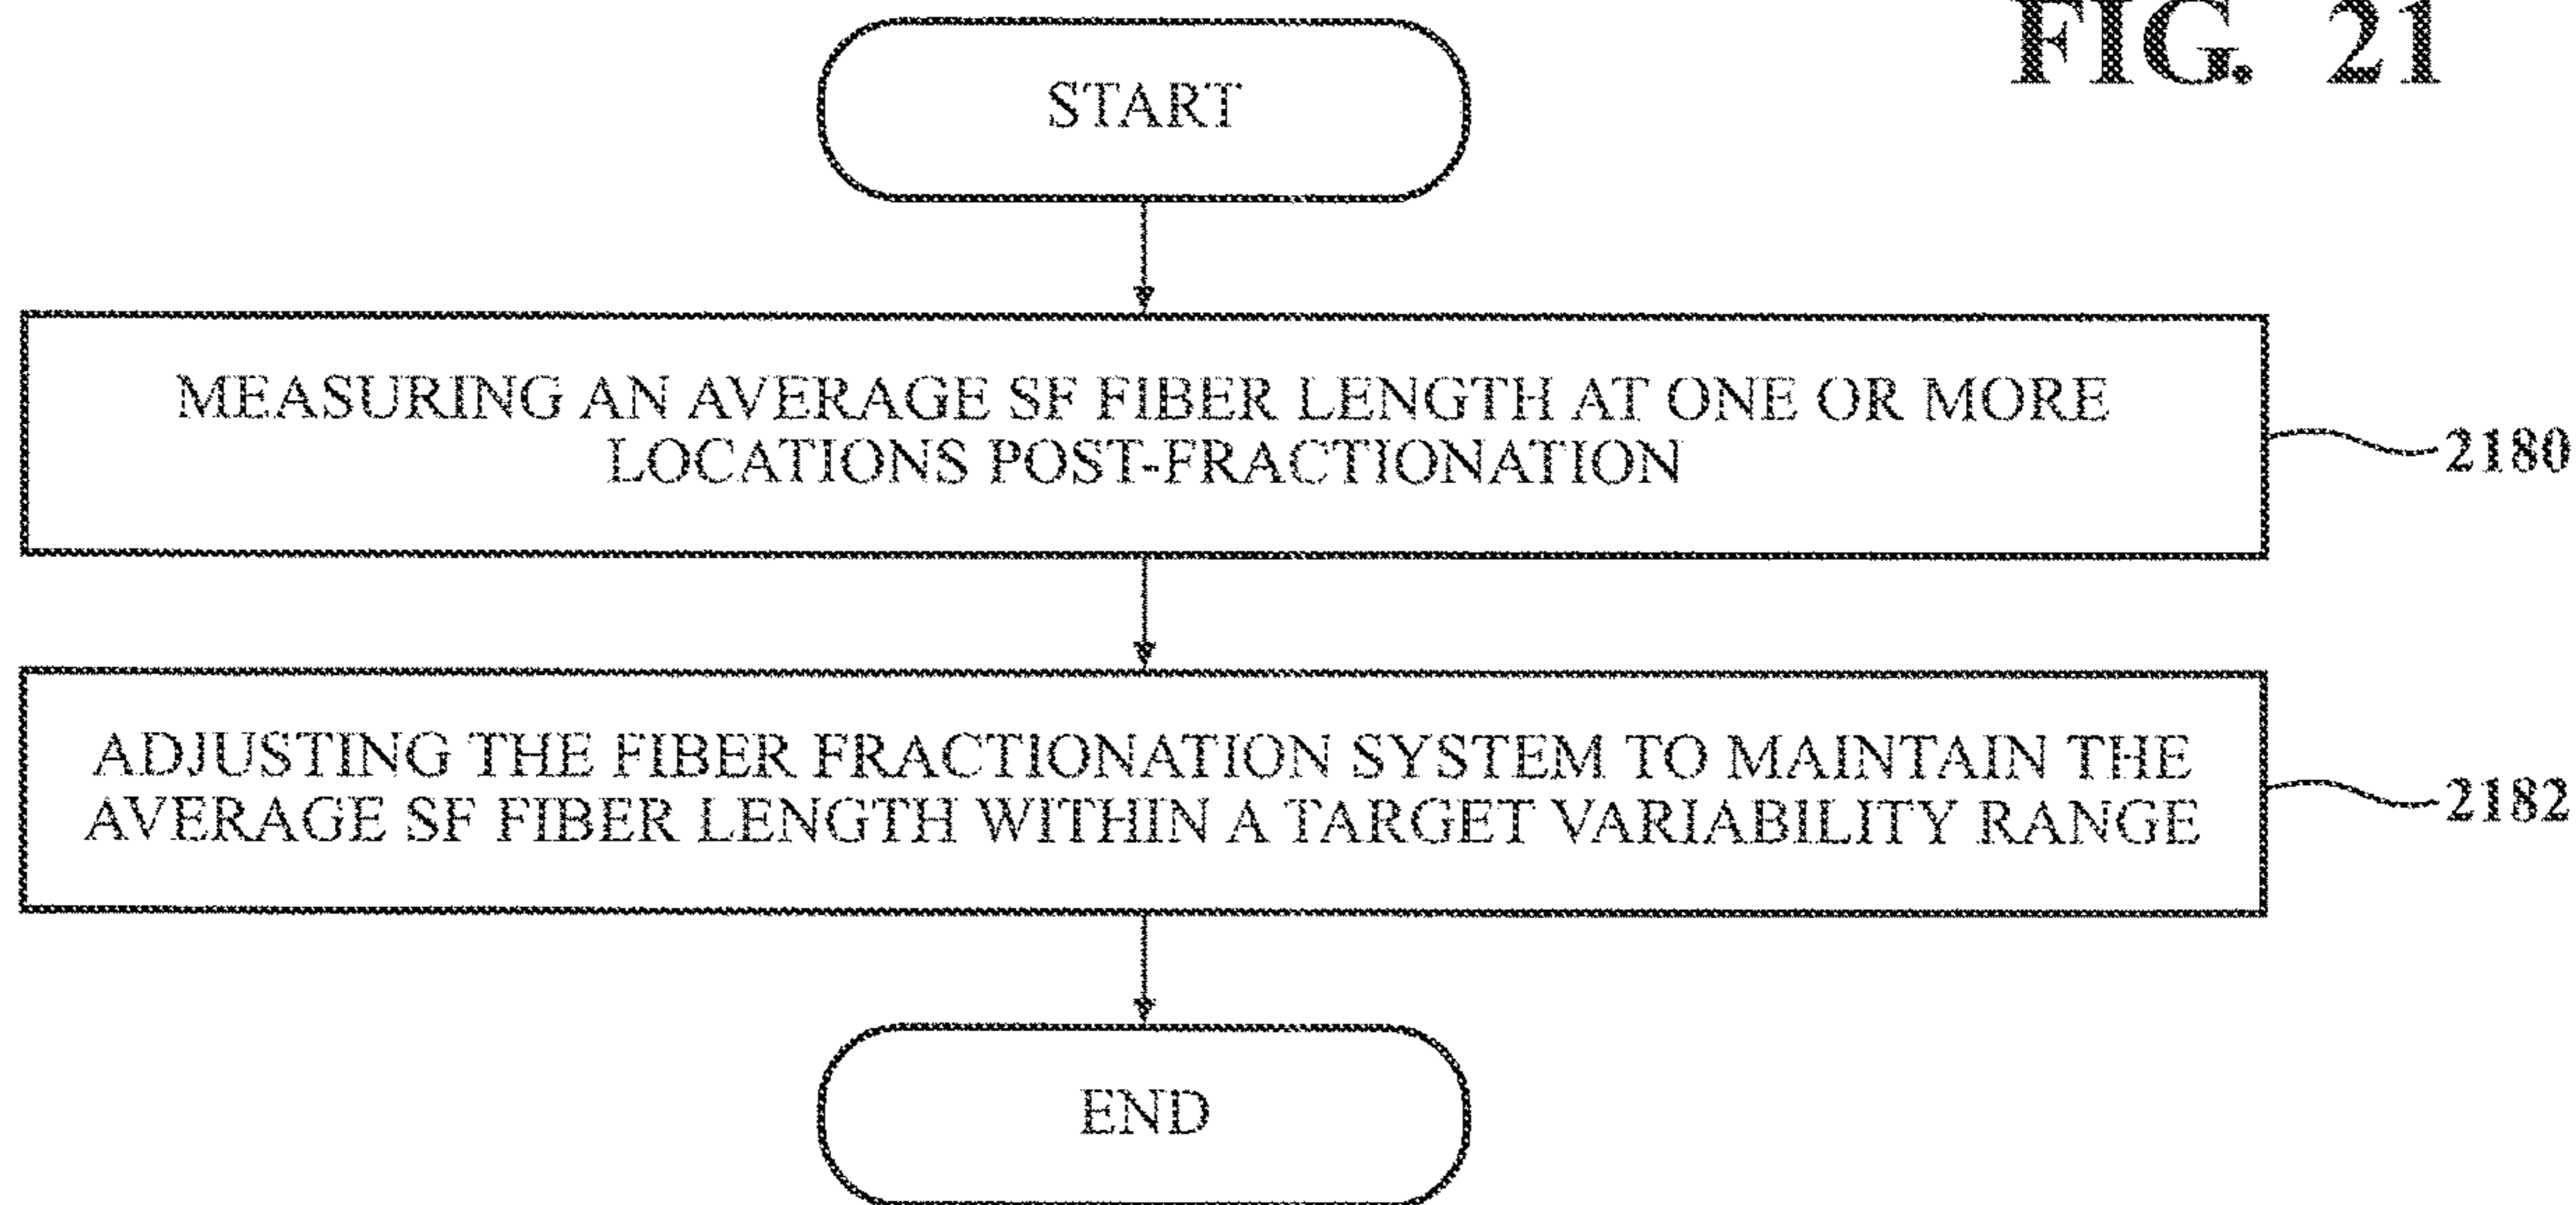 FIG. 21
START
MEASURING AN AVERAGE SF FIBER LENGTH AT ONE OR MORE
LOCATIONS POST-FRACTIONATION
2180
ADJUSTING THE FIBER FRACTIONATION SYSTEM TO MAINTAIN THE
AVERAGE SF FIBER LENGTH WITHIN A TARGET VARIABILITY RANGE
2182
END